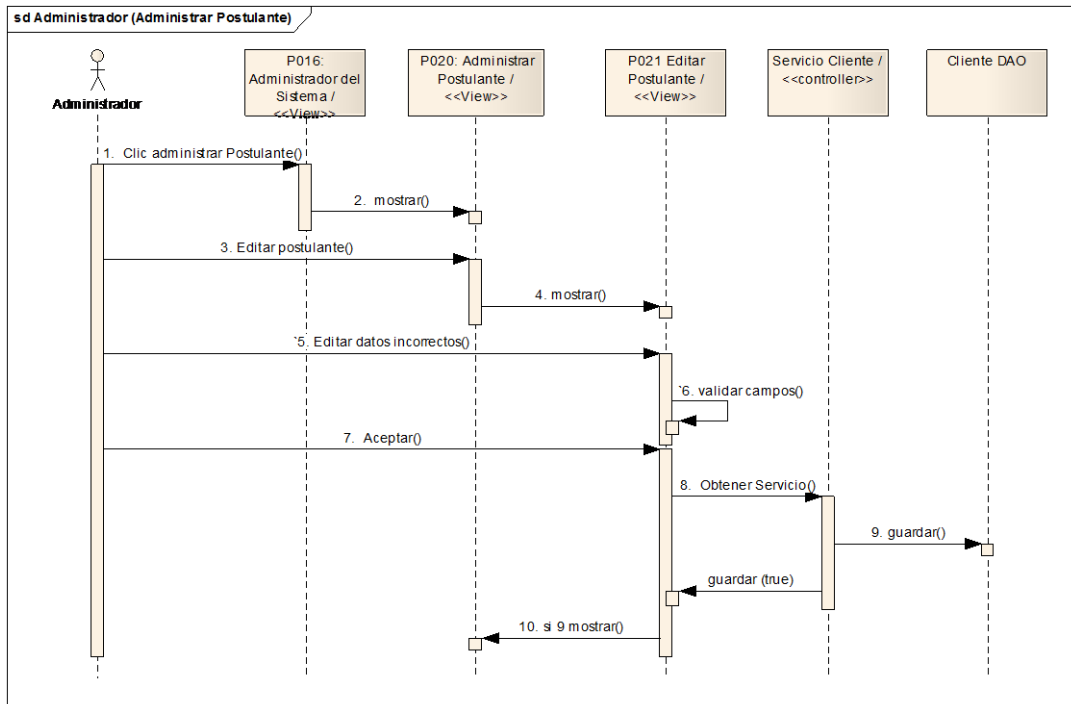 sd Administrador (Administrar Postulante)
Administrador
P016:
Administrador del
Sistema /
<<View>>
P020: Administrar
Postulante /
<<View>>
P021 Editar
Postulante /
<<View>>
Servicio Cliente /
<<controller>>
Cliente DAO
1. Clic administrar Postulante()
2. mostrar()
3. Editar postulante()
4. mostrar()
`5. Editar datos incorrectos()
`6. validar campos()
7. Aceptar()
8. Obtener Servicio()
9. guardar()
guardar (true)
10. si 9 mostrar()